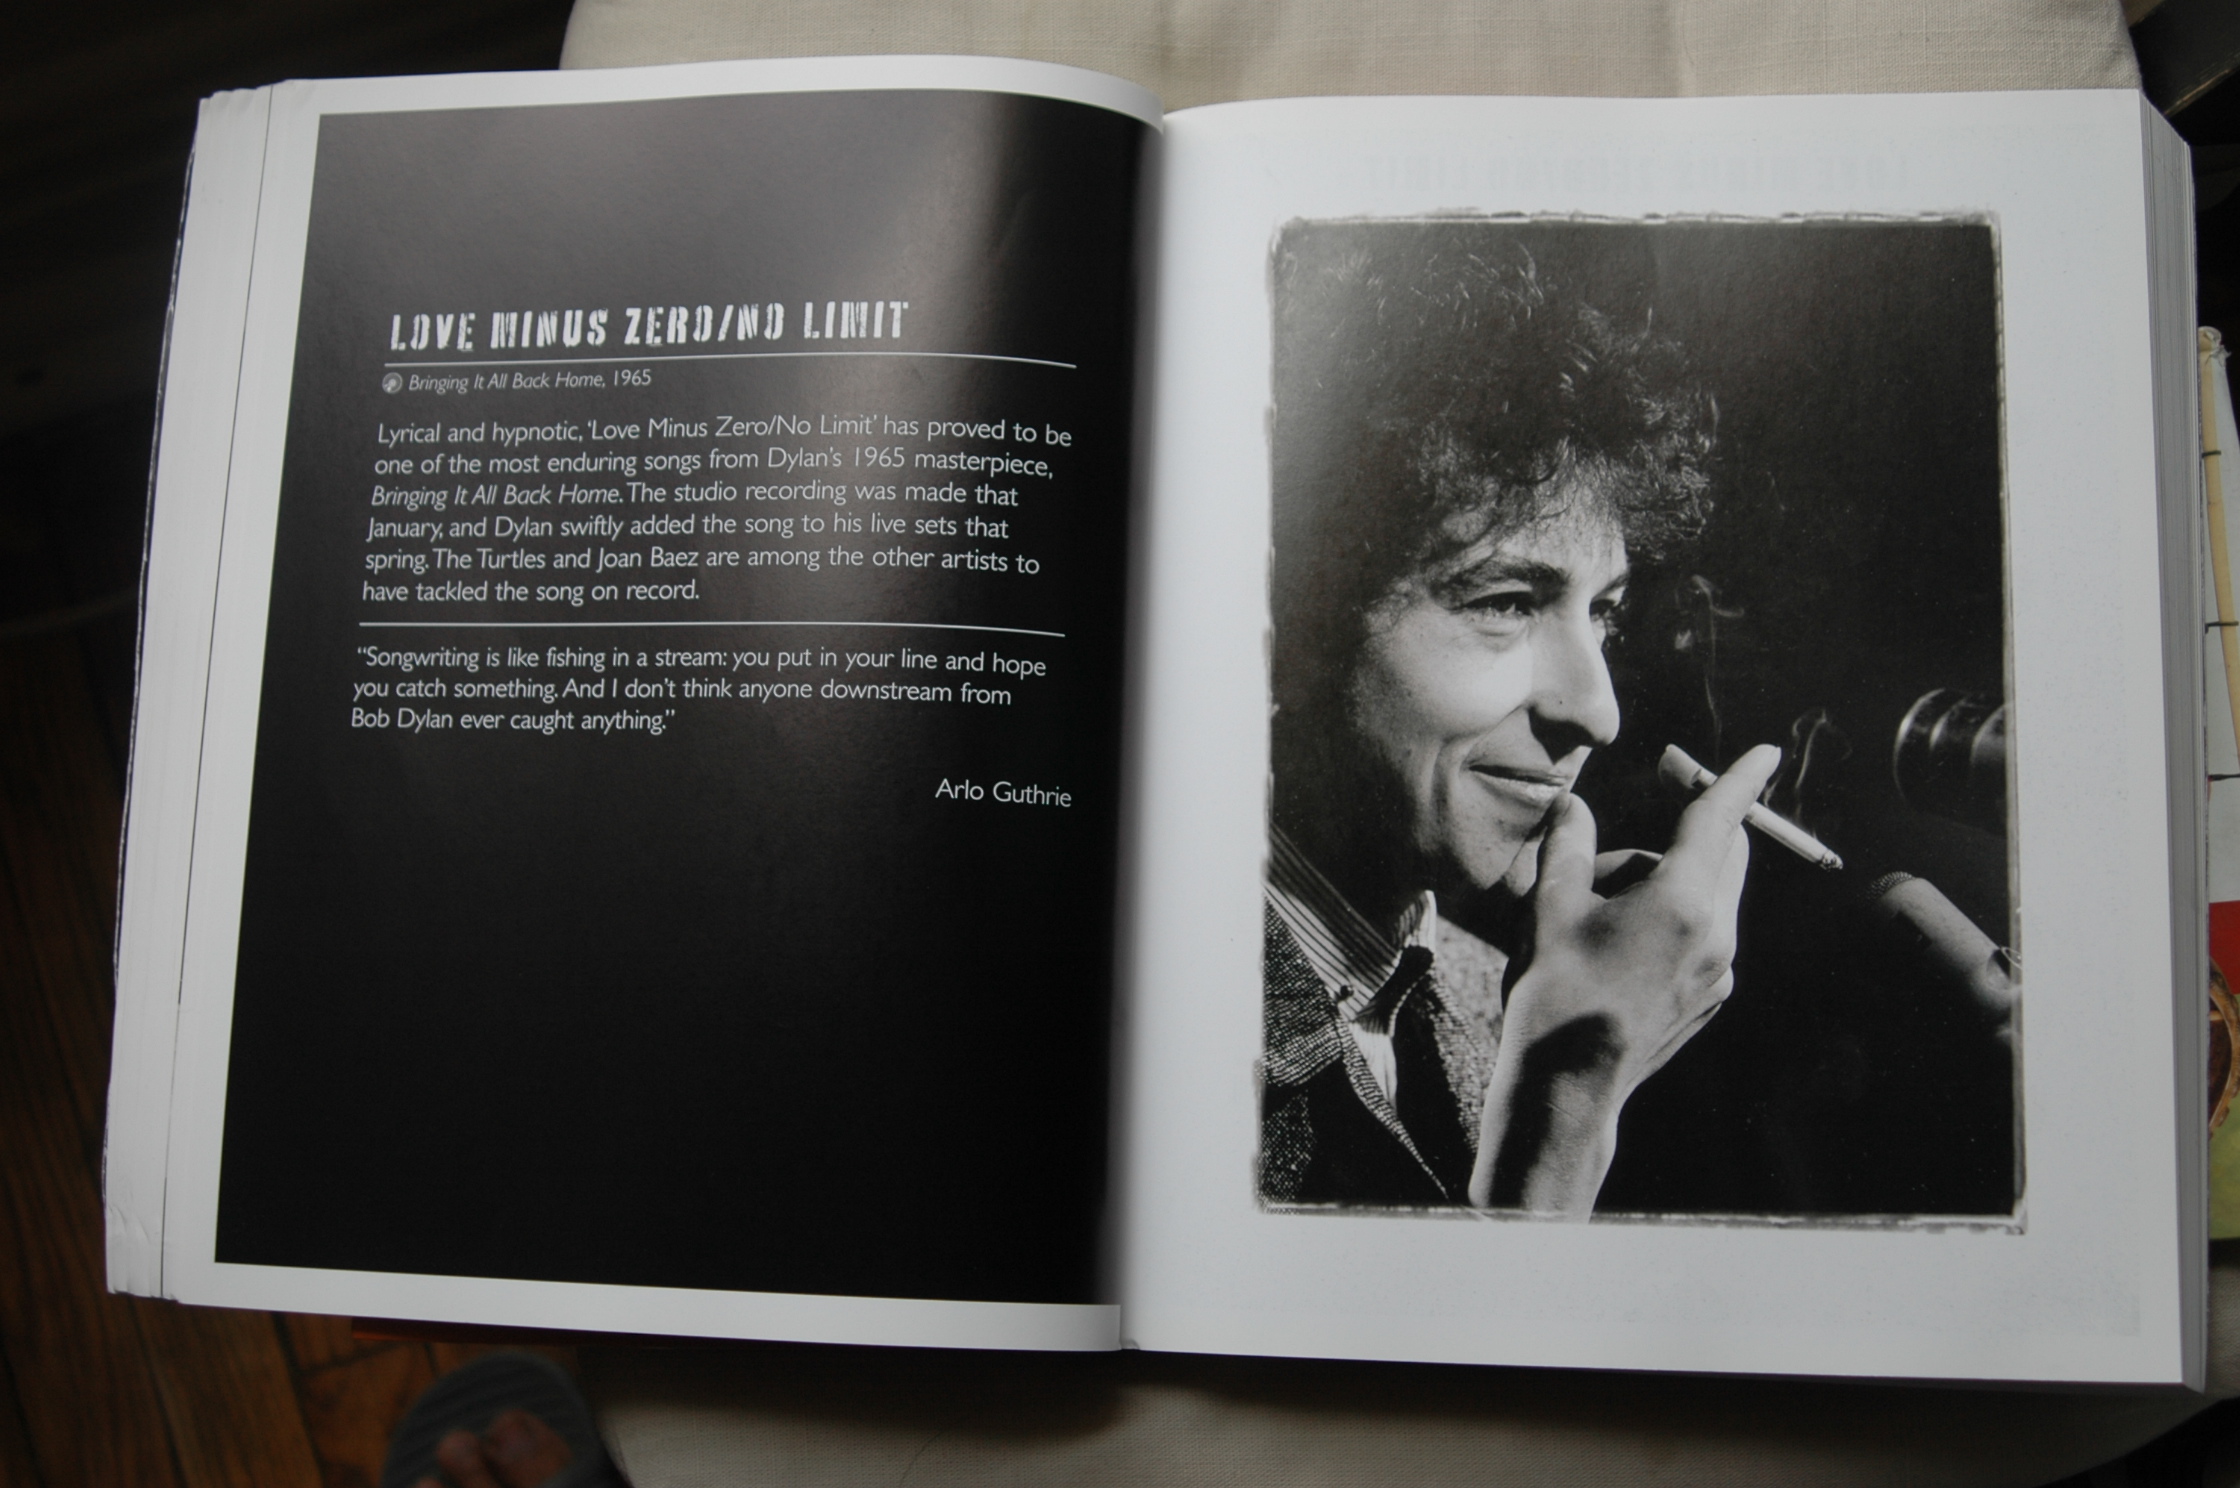 LOVE MINUS ZERO/NO LIMIT
Bringing It All Back Home, 1965
Lyrical and hypnotic, ‘Love Minus Zero/No Limit’ has proved to be
one of the most enduring songs from Dylan’s 1965 masterpiece,
Bringing It All Back Home. The studio recording was made that
January, and Dylan swiftly added the song to his live sets that
spring. The Turtles and Joan Baez are among the other artists to
have tackled the song on record.
“Songwriting is like fishing in a stream: you put in your line and hope
you catch something. And I don’t think anyone downstream from
Bob Dylan ever caught anything.”
Arlo Guthrie